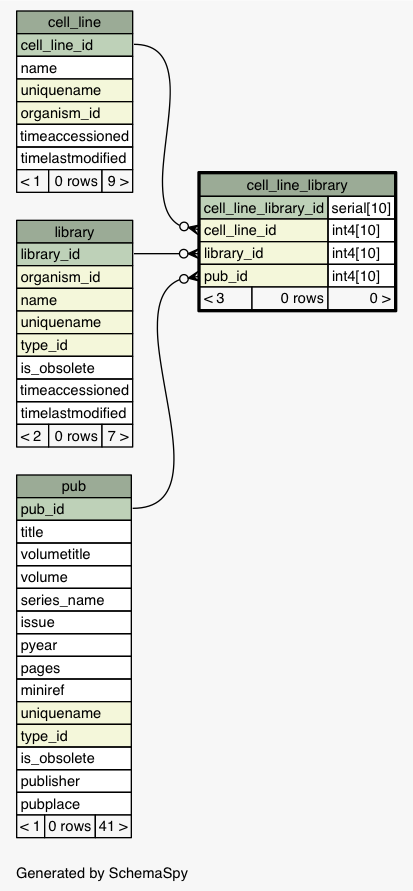 cell_line
cell_line_id
name
uniquename
organism_id
timeaccessioned
timelastmodified
< 1 0 rows 9 >
cell_line_library
cell_line_library_id serial[10]
cell_line_id int4[10]
library_id int4[10]
pub_id int4[10]
< 3 0 rows 0 >
library
library_id
organism_id
name
uniquename
type_id
is_obsolete
timeaccessioned
timelastmodified
< 2 0 rows 7 >
pub
pub_id
title
volumetitle
volume
series_name
issue
pyear
pages
miniref
uniquename
type_id
is_obsolete
publisher
pubplace
< 1 0 rows 41 >
Generated by SchemaSpy